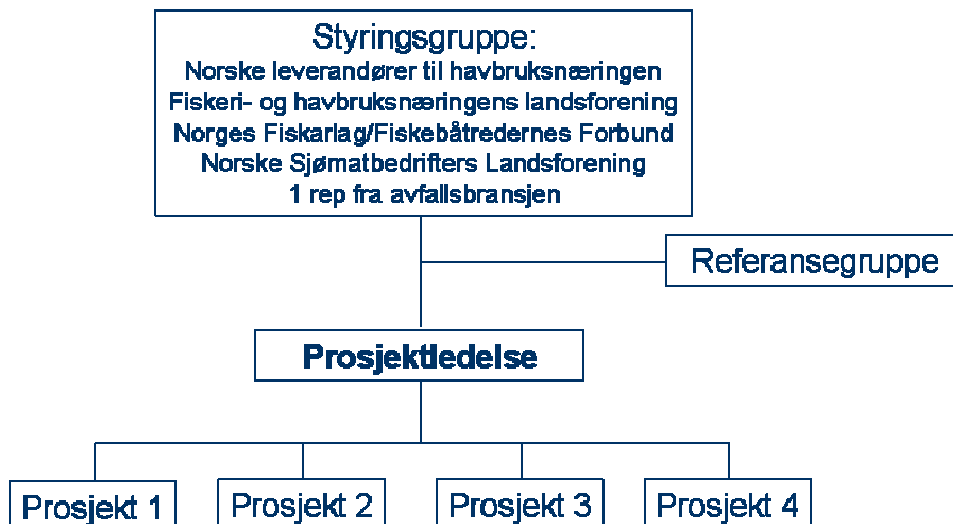 Styringsgruppe:
Norske leverandører til havbruksnæringen
Fiskeri- og havbruksnæringens landsforening
Norges Fiskarlag/Fiskebåtredernes Forbund
Norske Sjømatbedrifters Landsforening
1 rep fra avfallsbransjen
Referansegruppe
Prosjektledelse
Prosjekt 1
Prosjekt 2
Prosjekt 3
Prosjekt 4